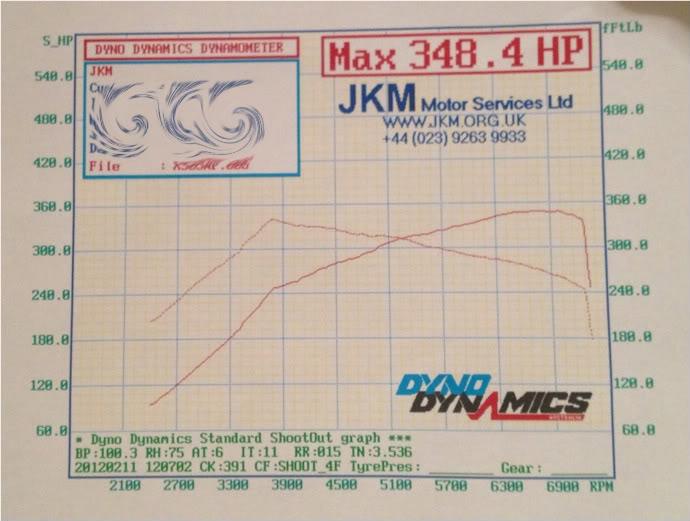 S_HP
fFtLb
DYNO DYNAMICS DYNAMOMETER
Max 348.4 HP
JKM
File :
JKM Motor Services Ltd
WWW.JKM.ORG.UK
+44 (023) 9263 9933
540.0 540.0
480.0 480.0
420.0 420.0
360.0 360.0
300.0 300.0
240.0 240.0
180.0 180.0
120.0 120.0
60.0 60.0
DYNO
DYNAMICS
AUSTRALIA
* Dyno Dynamics Standard ShootOut graph ***
BP:100.3 RH:75 AT:6 IT:11 RR:015 TN:3.536
20120211 120702 CK:391 CF:SHOOT_4F TyrePres: ________ Gear: ________
2100 2700 3300 3900 4500 5100 5700 6300 6900 RPM